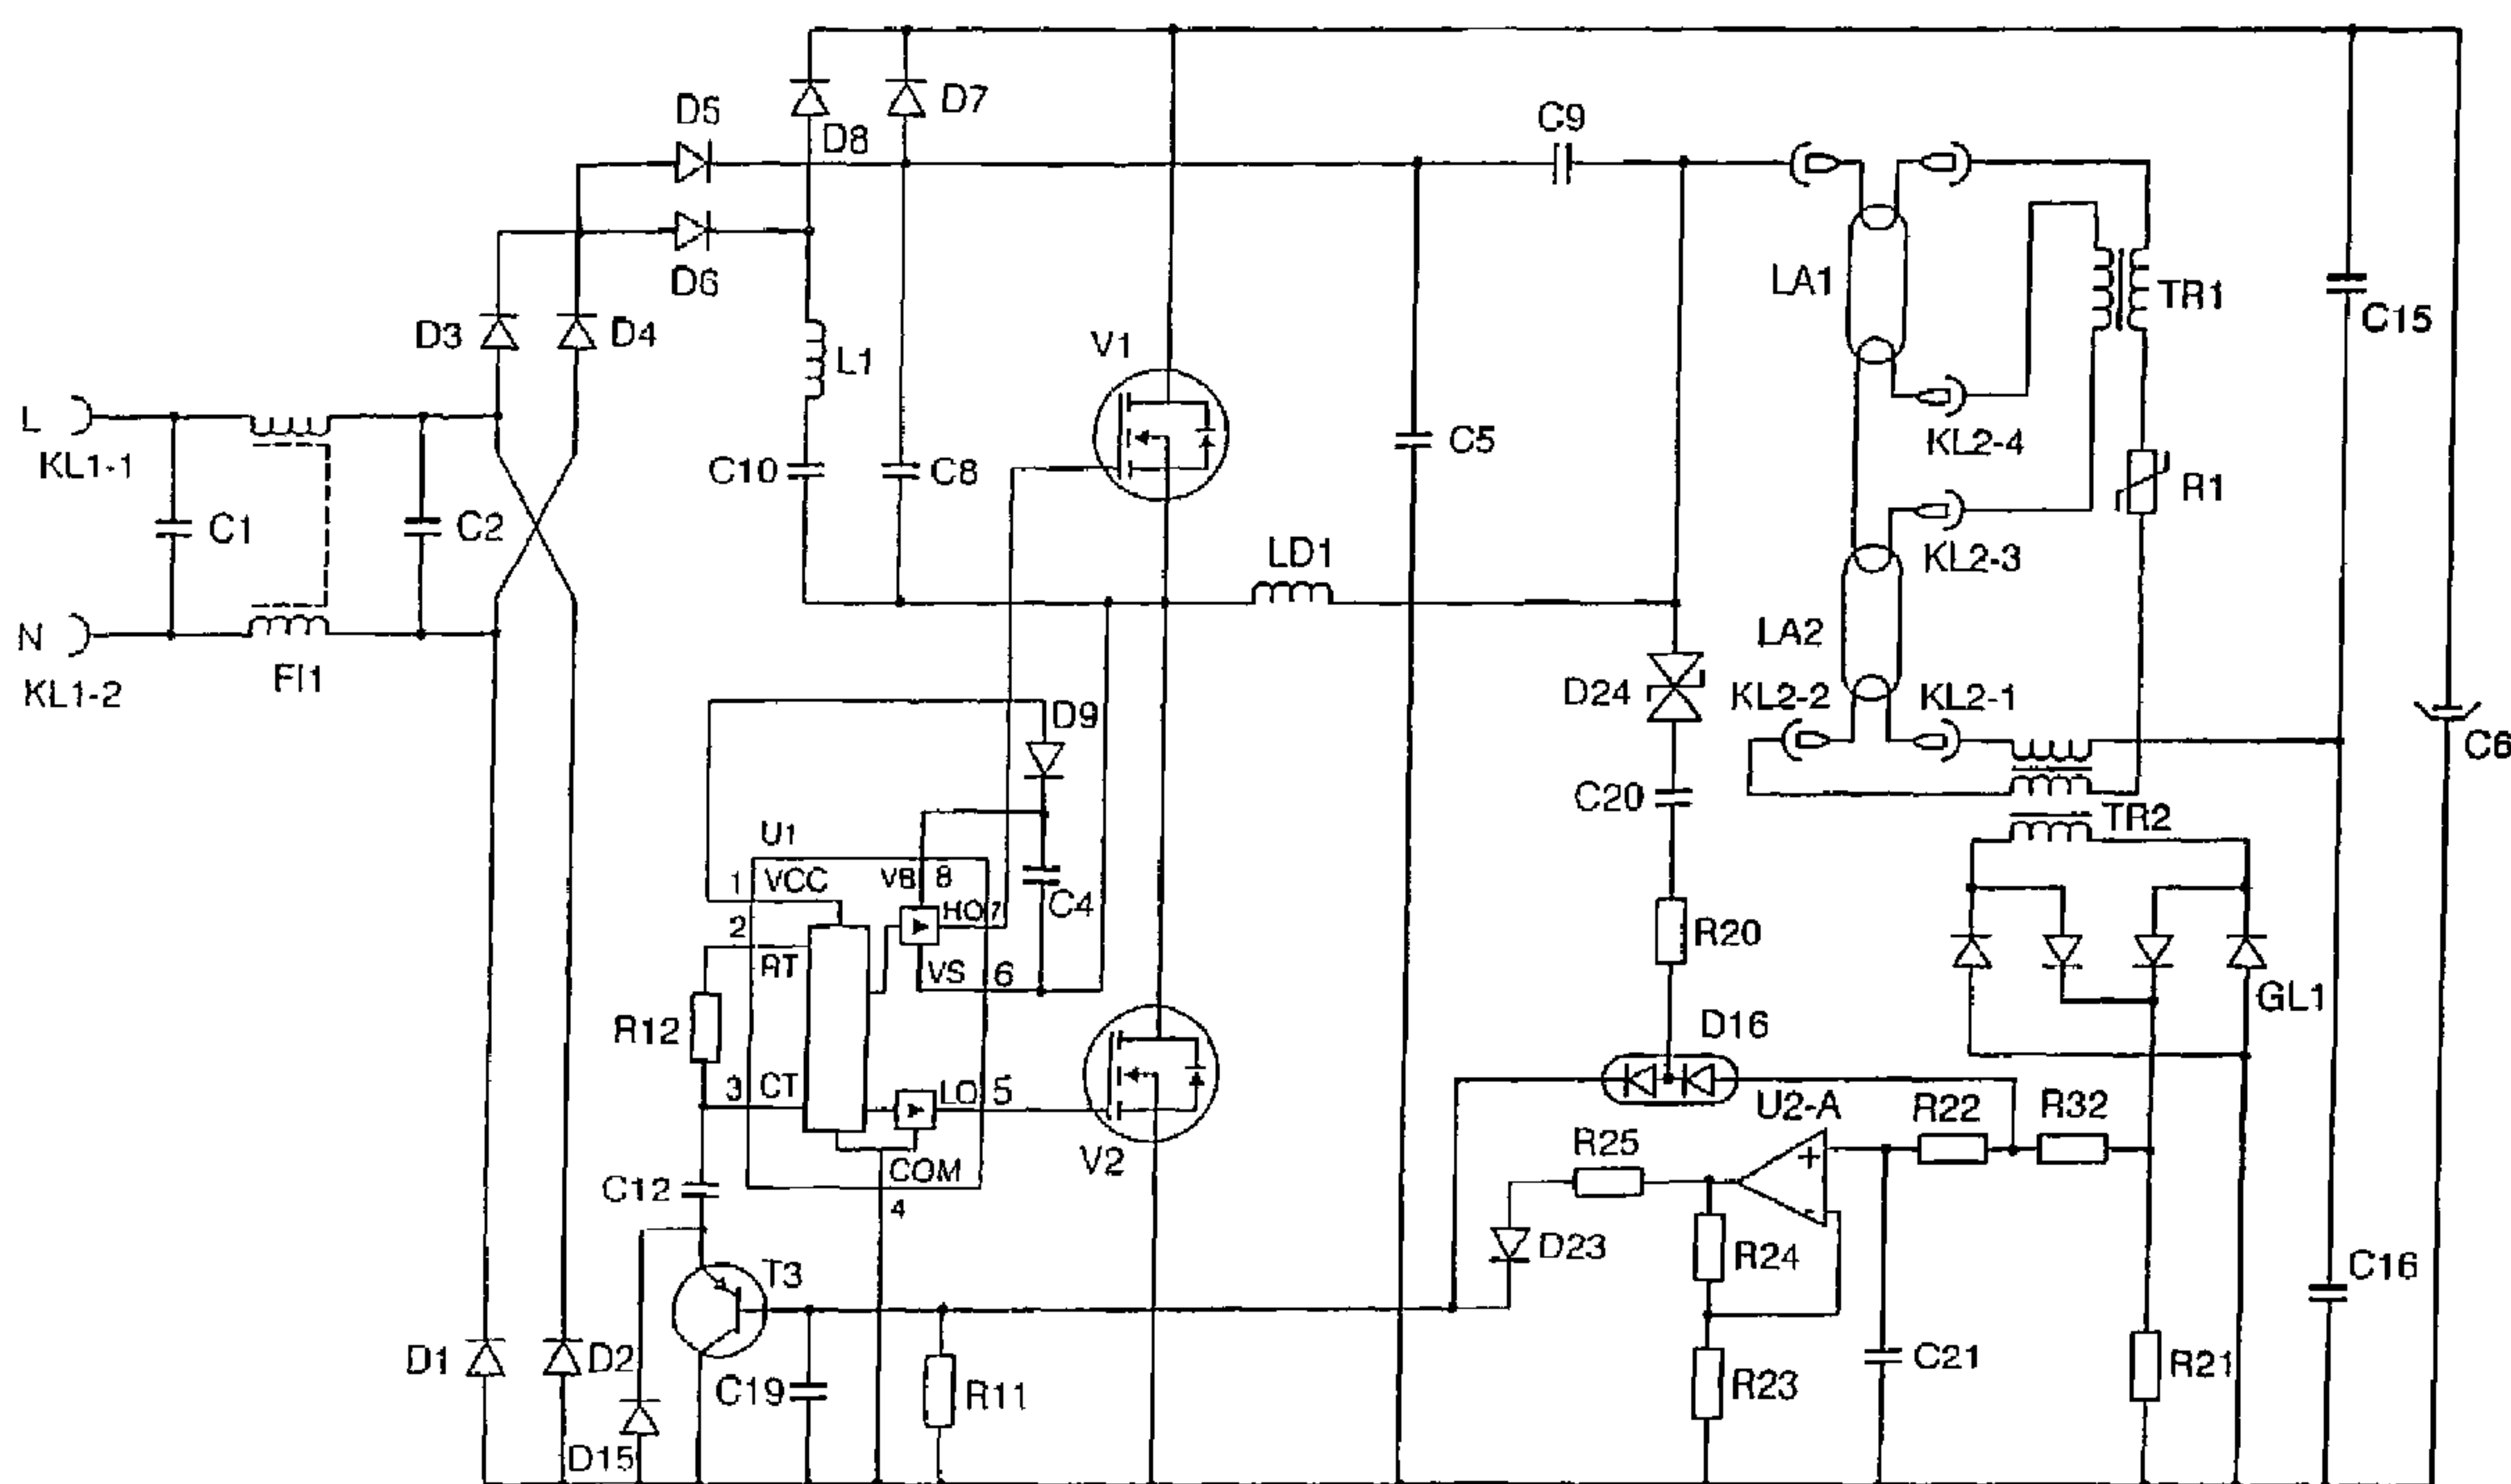 D5
D7
D8
C9
D6
LA1
TR1
C15
D3
D4
V1
L1
L
KL1-1
C10
C8
C5
KL2-4
R1
C1
C2
LD1
KL2-3
N
KL1-2
FI1
LA2
D24
KL2-2
KL2-1
D9
C6
C20
TR2
U1
1
VCC
VB
8
C4
2
HO
7
R20
RT
VS
6
GL1
R12
D16
3
CT
LO
5
U2-A
R22
R32
V2
R25
COM
C12
4
+
-
D23
R24
C16
T3
D1
D2
C19
R11
R23
C21
R21
D15